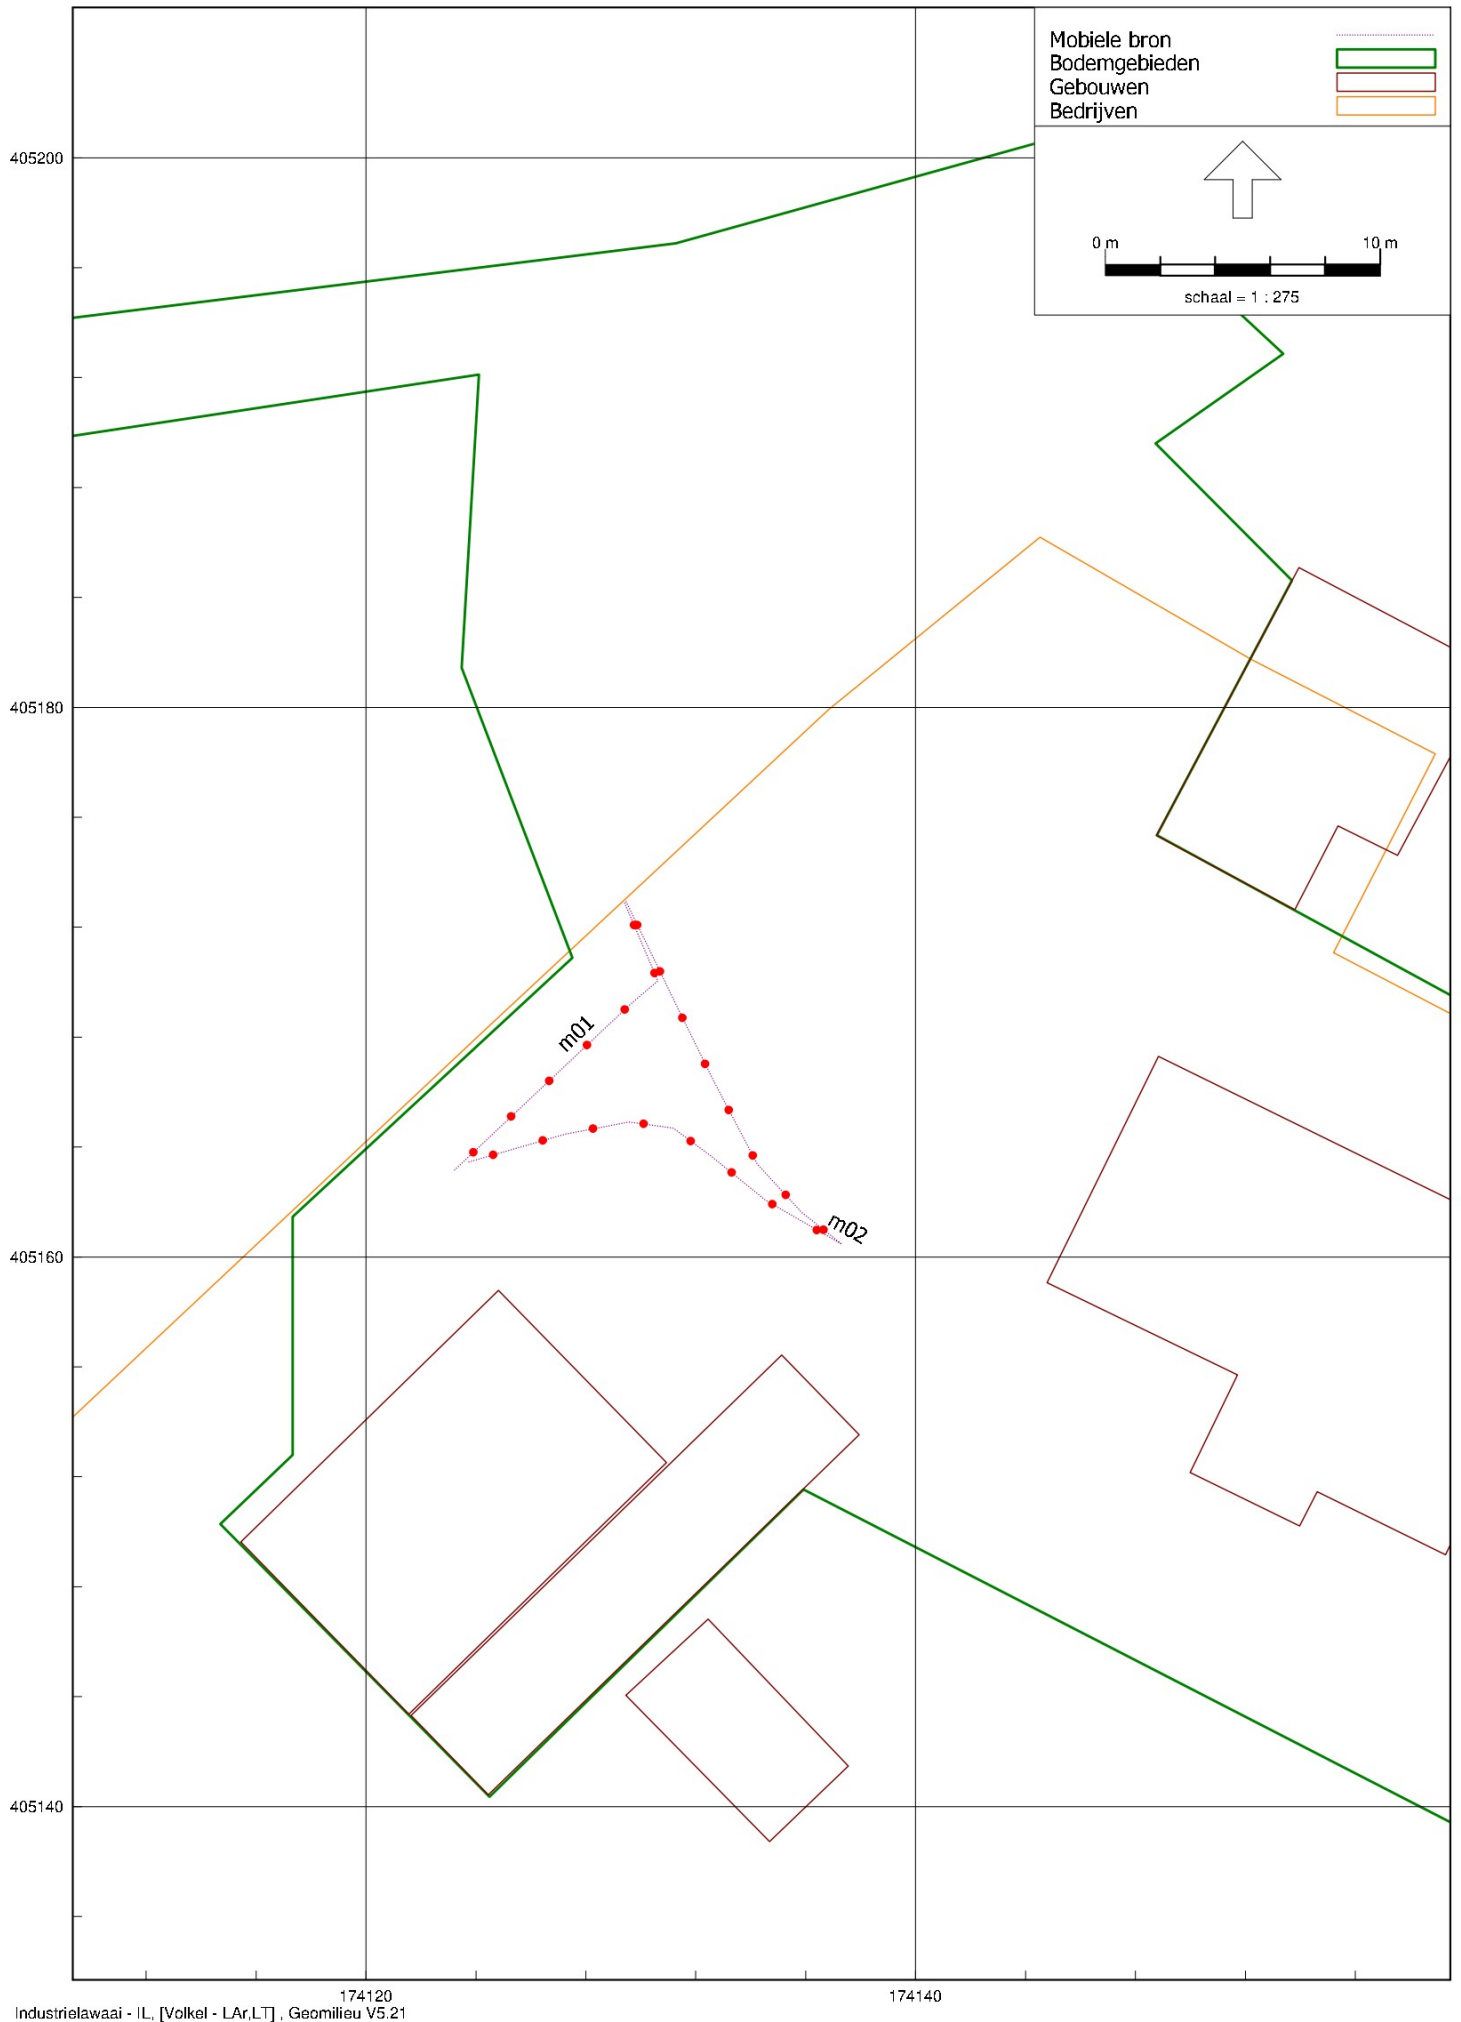 Mobiele bron
Bodemgebieden
Gebouwen
Bedrijven
405200
0 m 10 m
schaal = 1 : 275
405180
m01
m02
405160
405140
174120 174140
Industrielawaai - IL, [Volkel - LAr,LT] , Geomilieu V5.21